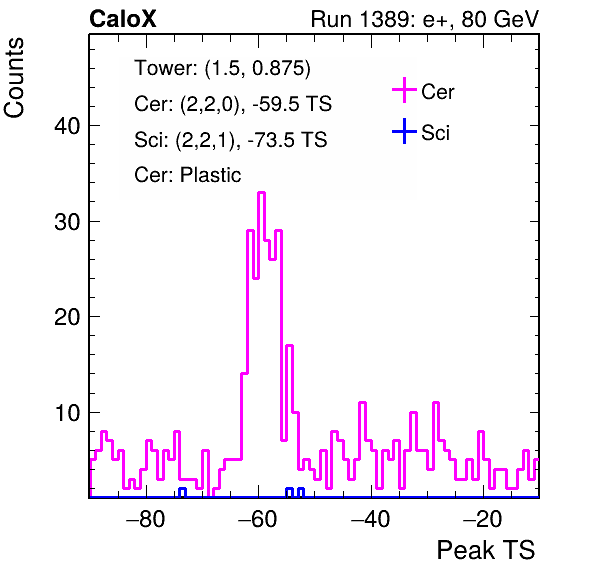 CaloX Run 1389: e+, 80 GeV
Counts
Tower: (1.5, 0.875)
Cer: (2,2,0), -59.5 TS
Sci: (2,2,1), -73.5 TS
Cer: Plastic
Cer
Sci
40
30
20
10
−80 −60 −40 −20
Peak TS